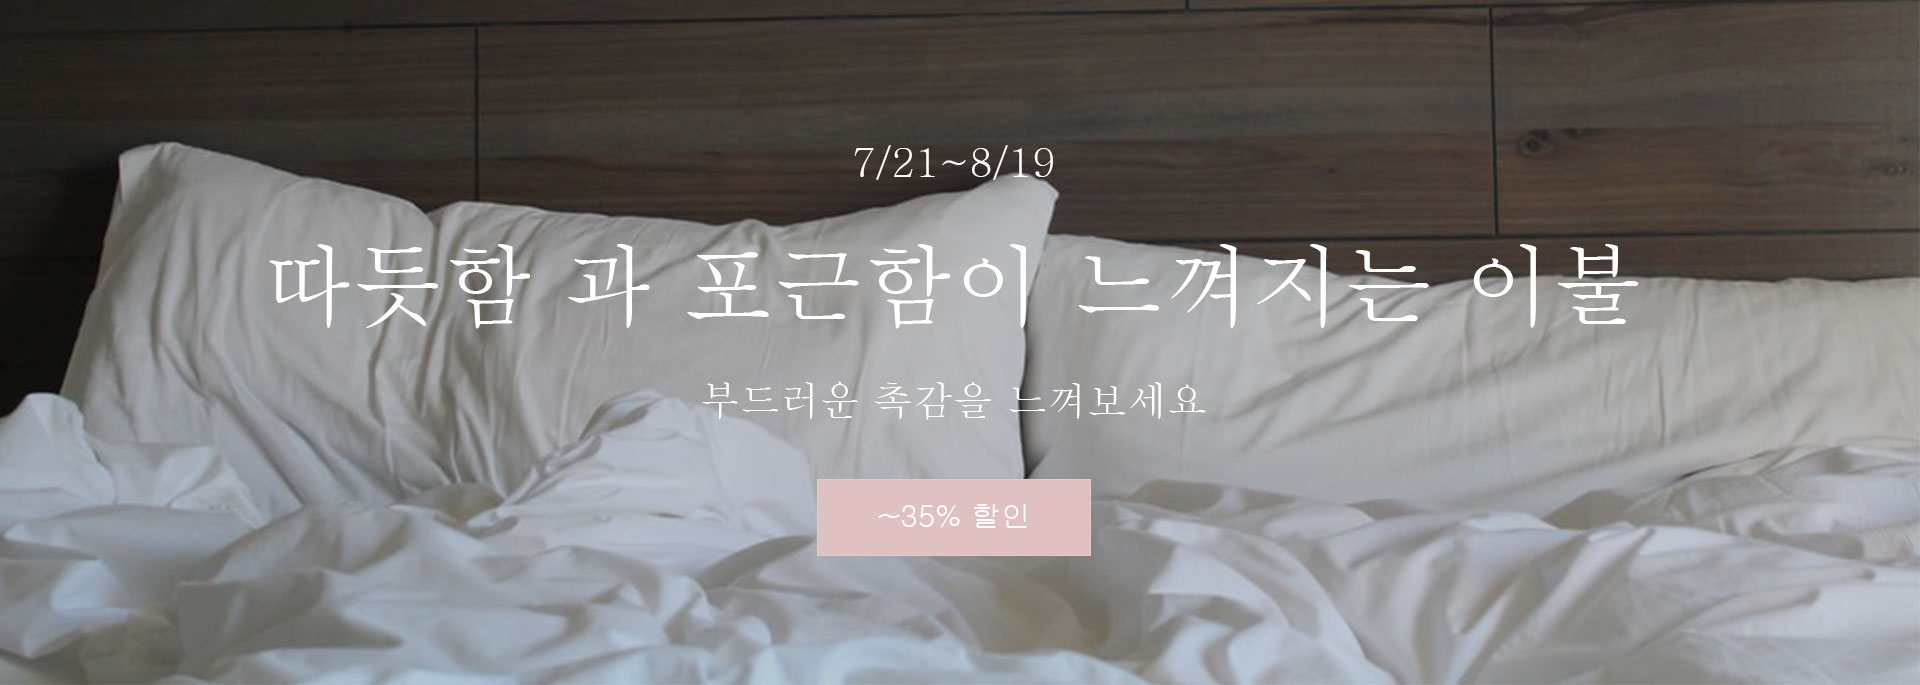 7/21~8/19
따듯함 과 포근함이 느껴지는 이불
부드러운 촉감을 느껴보세요
~35% 할인